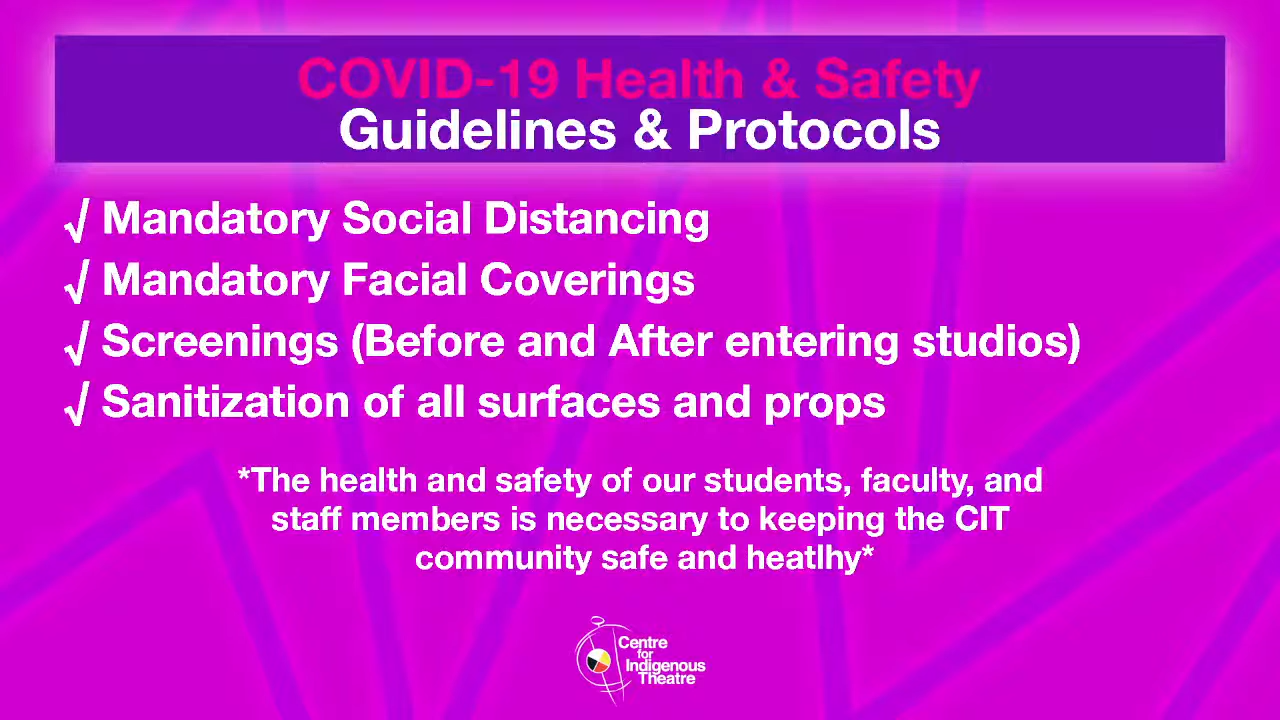 COVID-19 Health & Safety
Guidelines & Protocols
√ Mandatory Social Distancing
√ Mandatory Facial Coverings
√ Screenings (Before and After entering studios)
√ Sanitization of all surfaces and props
*The health and safety of our students, faculty, and
staff members is necessary to keeping the CIT
community safe and heatlhy*
Centre
for
Indigenous
Theatre